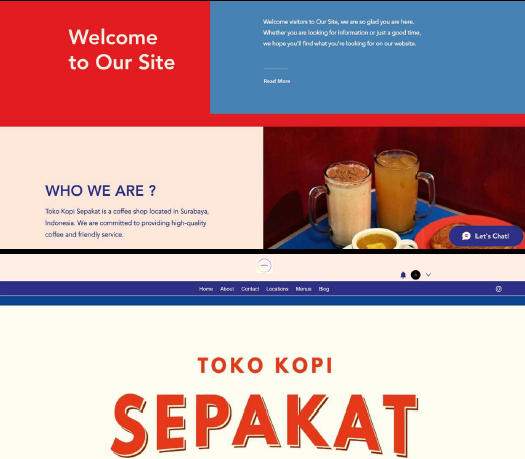 Welcome
to Our Site
Welcome visitors to Our Site, we are so glad you are here.
Whether you are looking for information or just a good time,
we hope you'll find what you're looking for on our website.
Read More
WHO WE ARE ?
Toko Kopi Sepakat is a coffee shop located in Surabaya,
Indonesia. We are committed to providing high-quality
coffee and friendly service.
Let's Chat!
Home About Contact Locations Menus Blog
TOKO KOPI
SEPAKAT